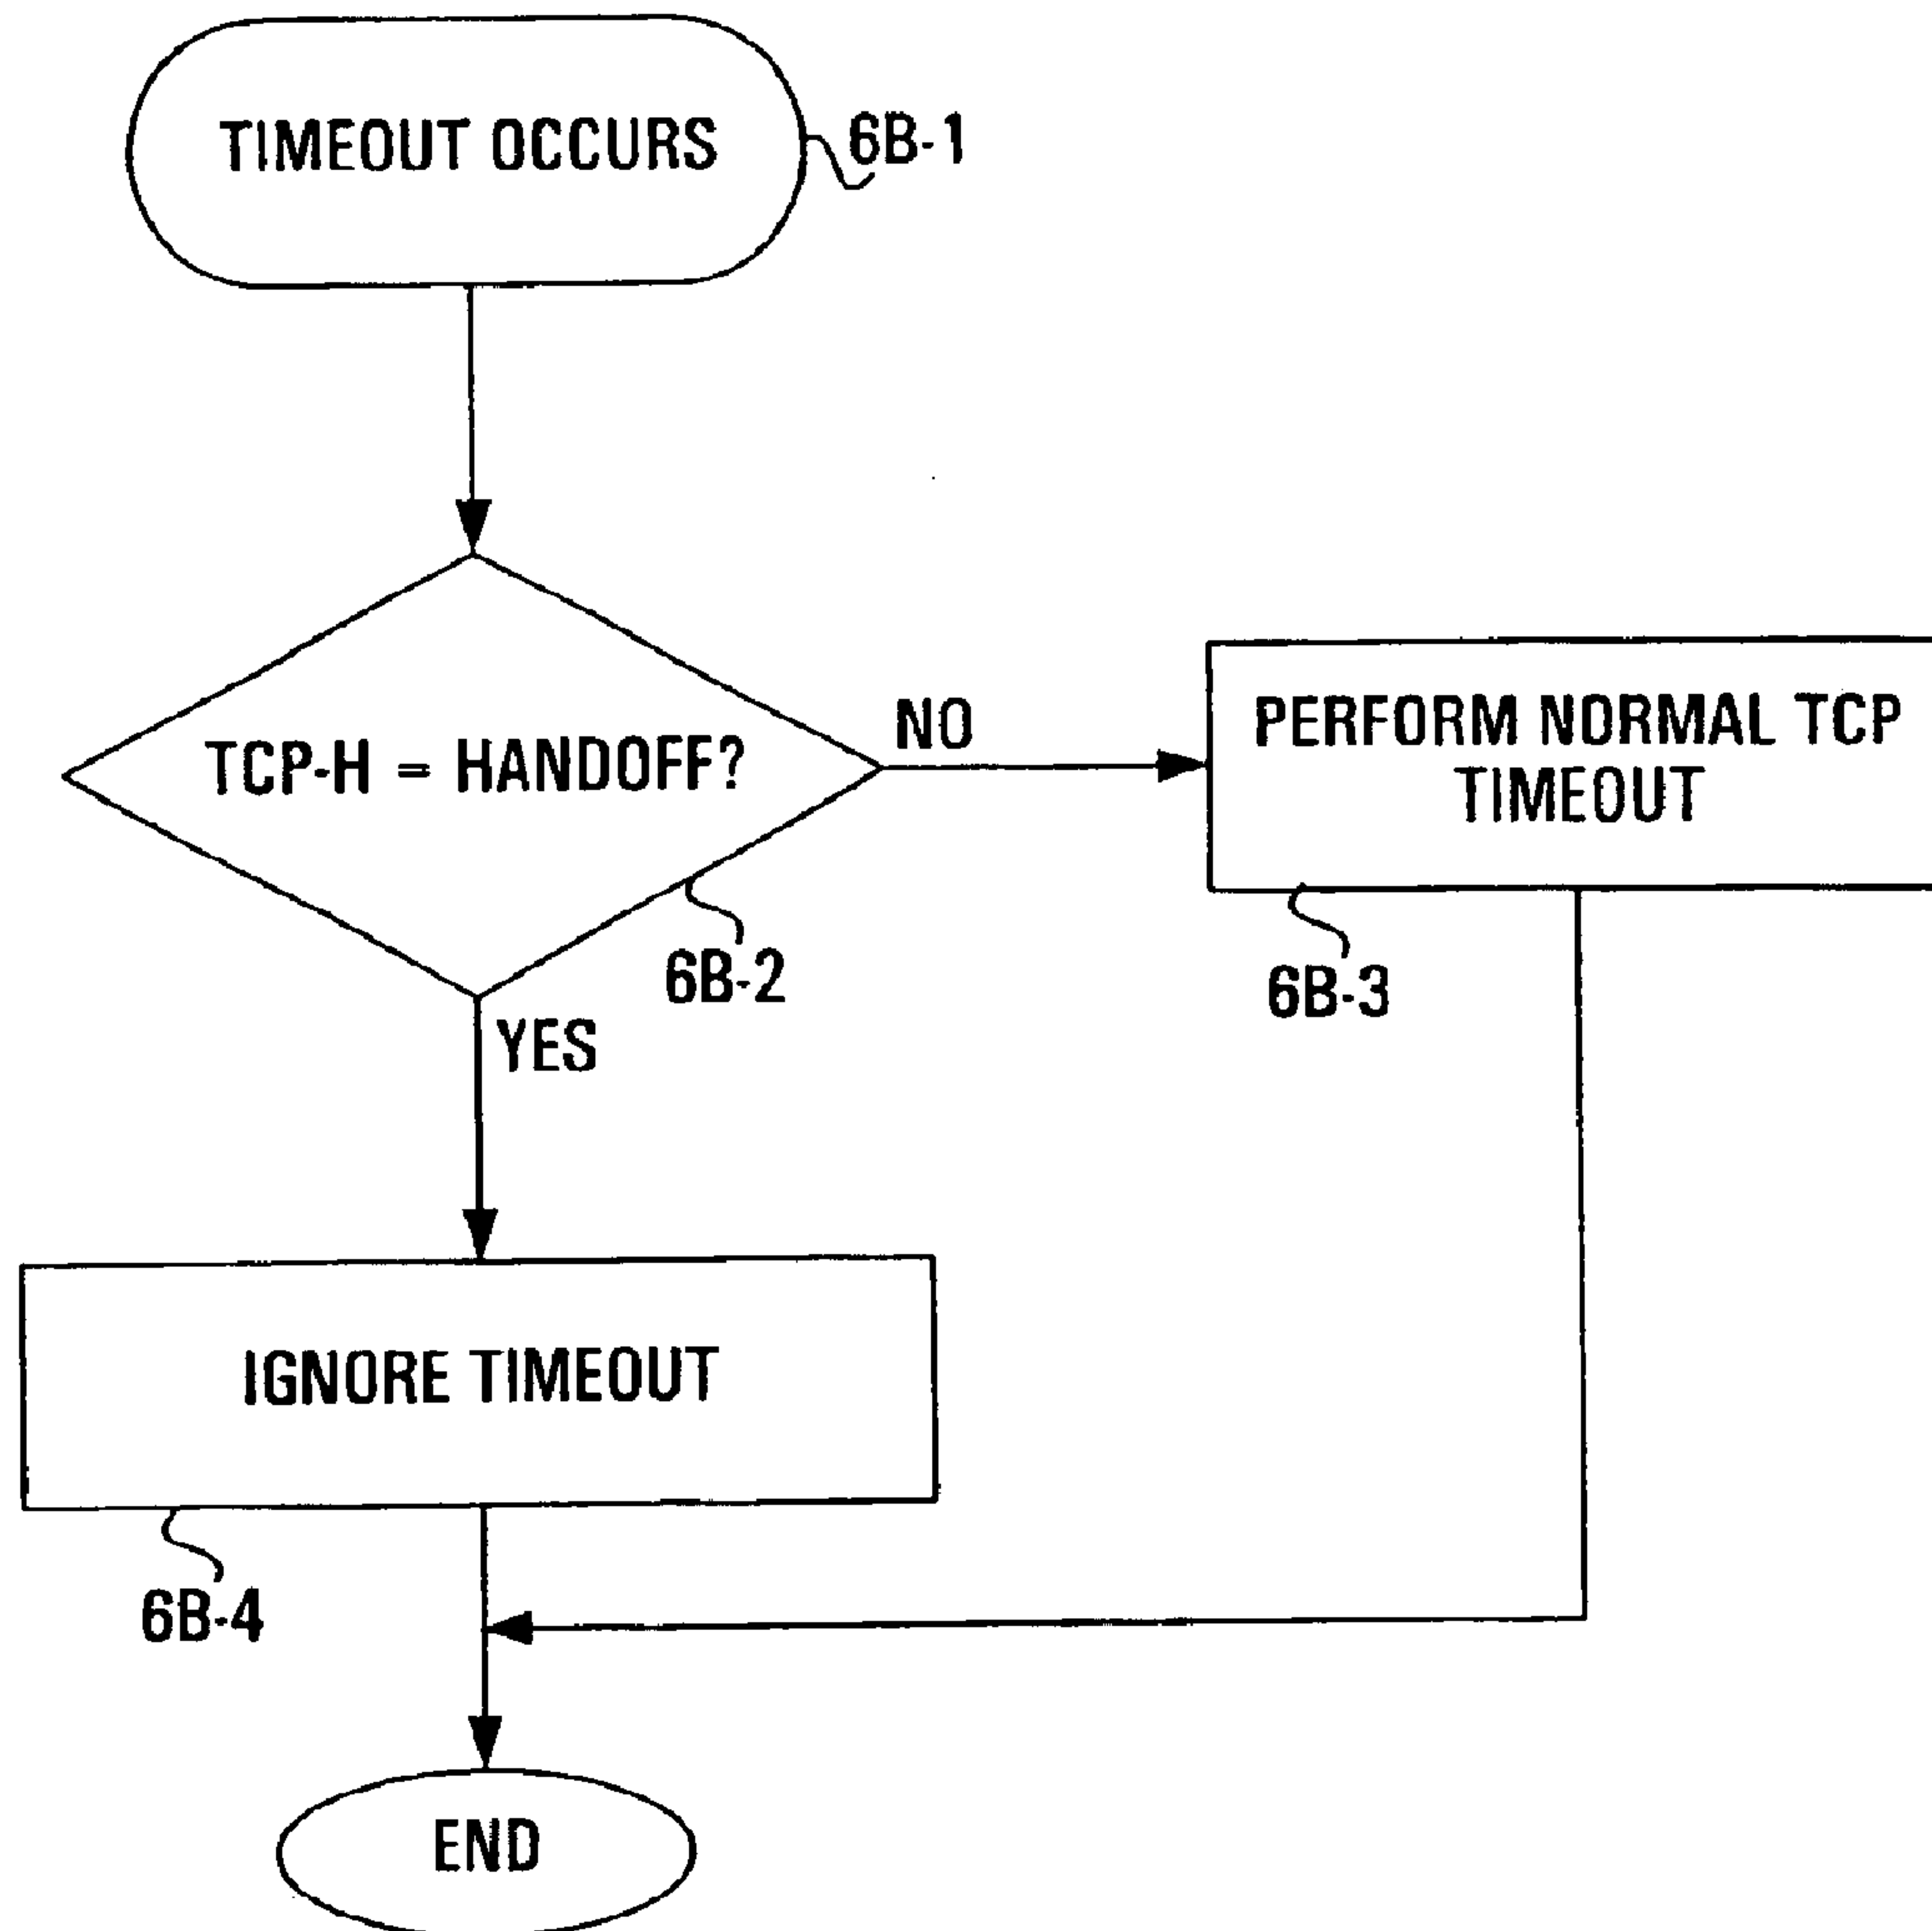 TIMEOUT OCCURS
6B-1
TCP-H = HANDOFF?
NO
PERFORM NORMAL TCP
TIMEOUT
6B-2
6B-3
YES
IGNORE TIMEOUT
6B-4
END